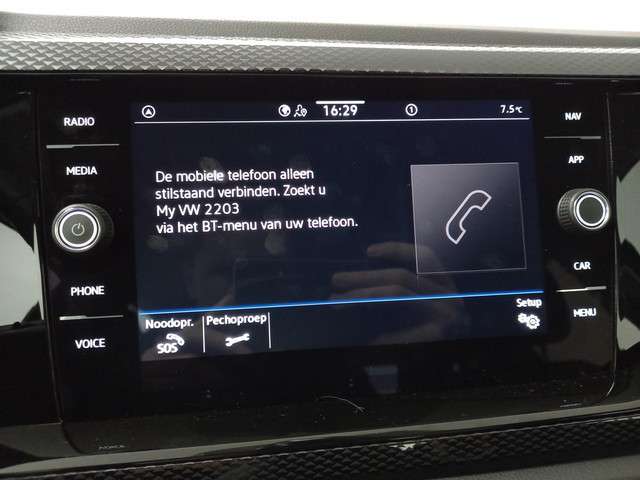 16:29
1
7.5°C
RADIO
MEDIA
PHONE
VOICE
De mobiele telefoon alleen
stilstaand verbinden. Zoekt u
My VW 2203
via het BT-menu van uw telefoon.
Noodopr.
SOS
Pechoproep
Setup
NAV
APP
CAR
MENU